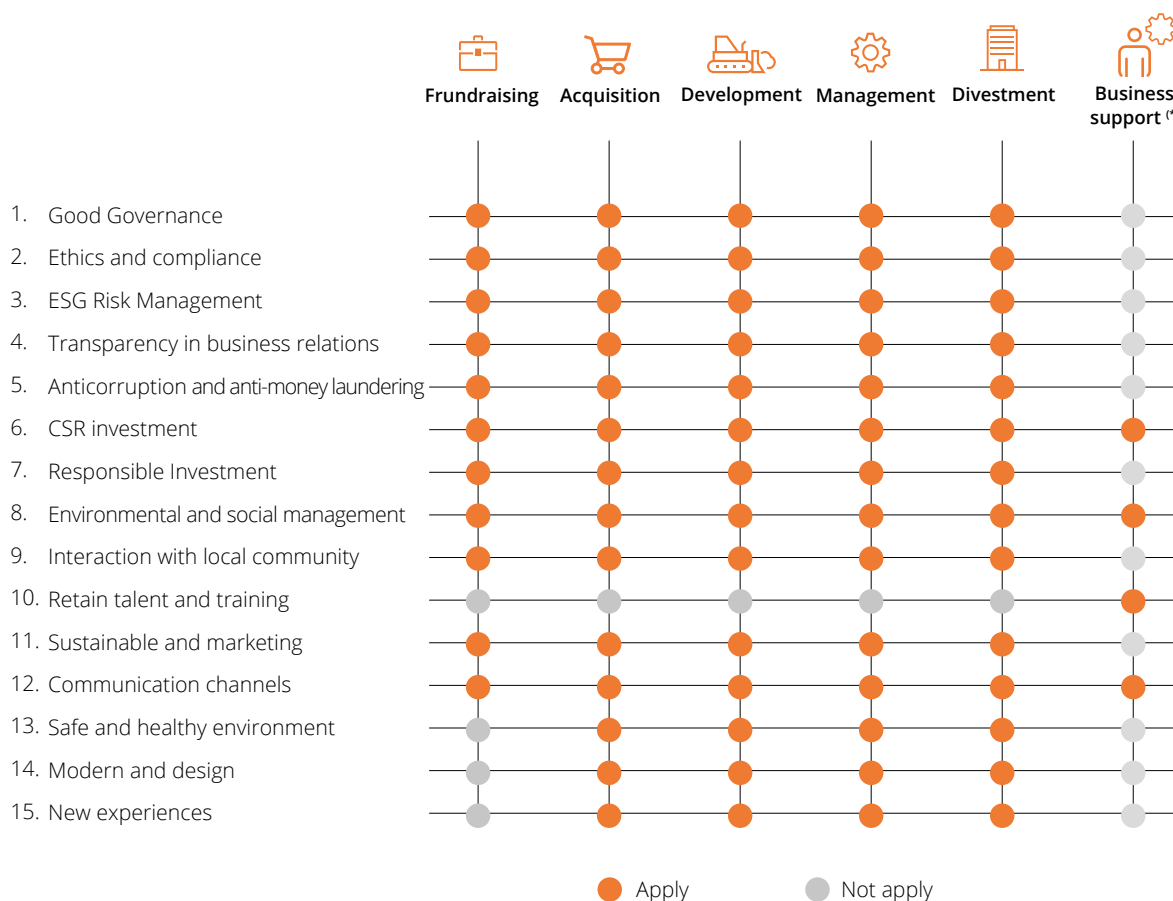 Frundraising Acquisition Development Management Divestment Business
support (*
1. Good Governance
2. Ethics and compliance
3. ESG Risk Management
4. Transparency in business relations
5. Anticorruption and anti-money laundering
6. CSR investment
7. Responsible Investment
8. Environmental and social management
9. Interaction with local community
10. Retain talent and training
11. Sustainable and marketing
12. Communication channels
13. Safe and healthy environment
14. Modern and design
15. New experiences
Apply Not apply